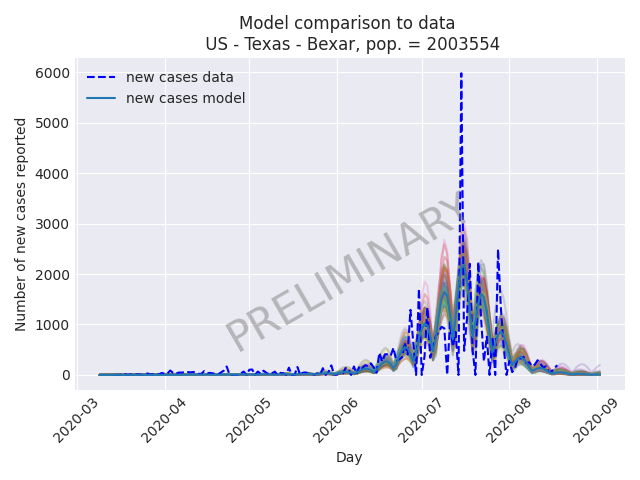 Model comparison to data
US - Texas - Bexar, pop. = 2003554
new cases data
new cases model
Number of new cases reported
6000
5000
4000
3000
2000
1000
0
PRELIMINARY
2020-03
2020-04
2020-05
2020-06
2020-07
2020-08
2020-09
Day